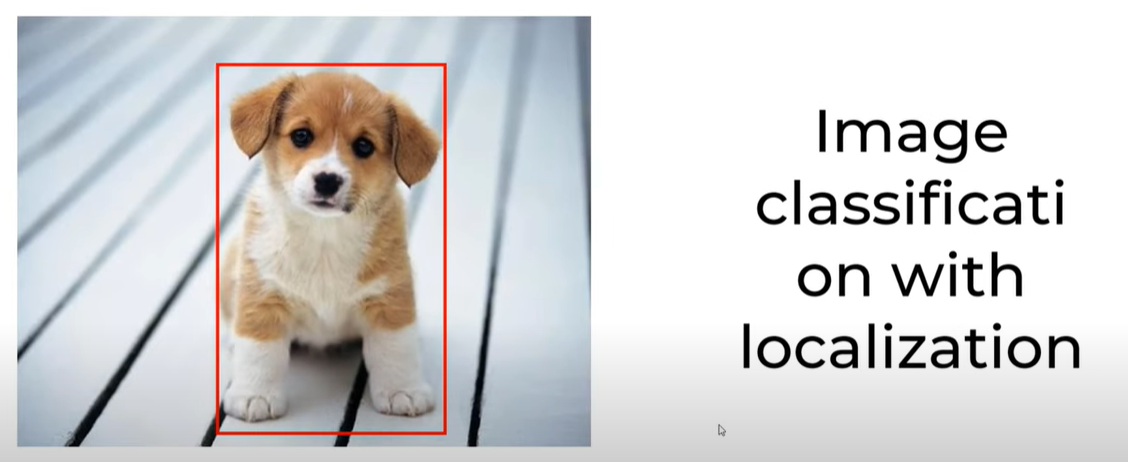 Image
classificati
on with
localization